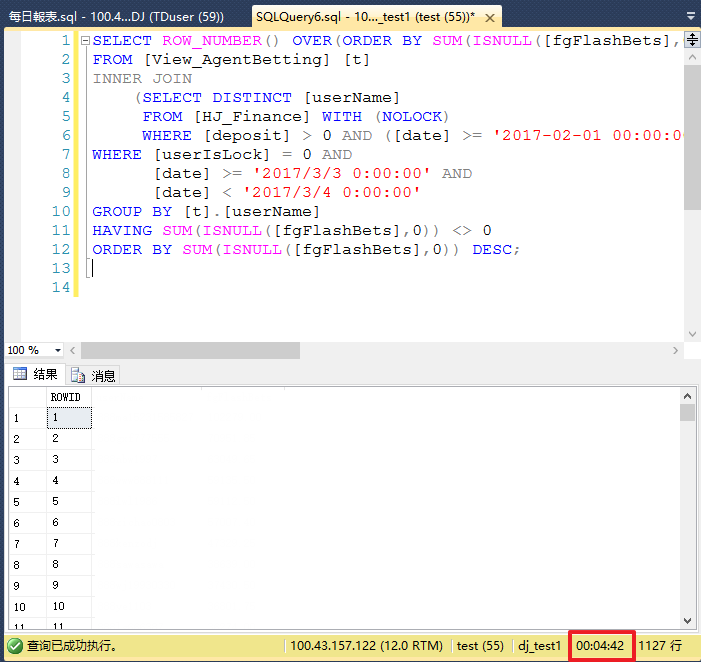 每日報表.sql - 100.4...DJ (TDuser (59))
SQLQuery6.sql - 10..._test1 (test (55))*
1 SELECT ROW_NUMBER() OVER(ORDER BY SUM(ISNULL([fgFlashBets],
2 FROM [View_AgentBetting] [t]
3 INNER JOIN
4 (SELECT DISTINCT [userName]
5 FROM [HJ_Finance] WITH (NOLOCK)
6 WHERE [deposit] > 0 AND ([date] >= '2017-02-01 00:00:0
7 WHERE [userIsLock] = 0 AND
8 [date] >= '2017/3/3 0:00:00' AND
9 [date] < '2017/3/4 0:00:00'
10 GROUP BY [t].[userName]
11 HAVING SUM(ISNULL([fgFlashBets],0)) <> 0
12 ORDER BY SUM(ISNULL([fgFlashBets],0)) DESC;
13
14
100 %
结果 消息
ROWID
1 1
2 2
3 3
4 4
5 5
6 6
7 7
8 8
9 9
10 10
11 11
查询已成功执行。 100.43.157.122 (12.0 RTM) test (55) dj_test1 00:04:42 1127 行